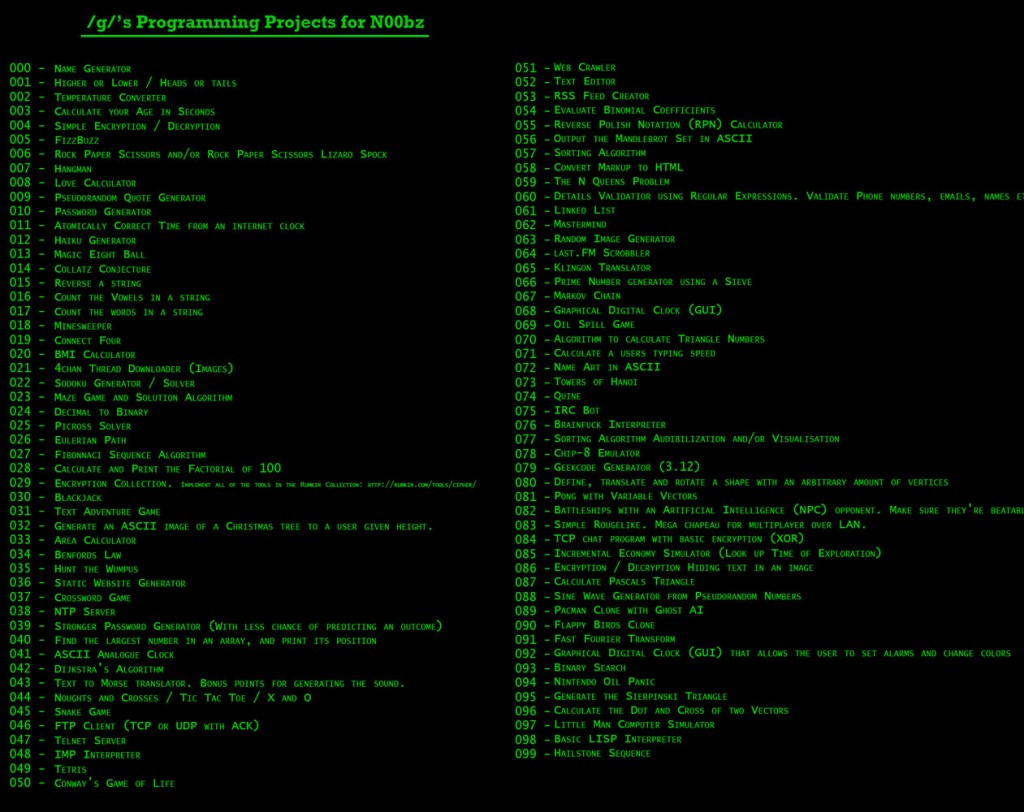 /g/'s Programming Projects for N00bz
000 - Name Generator
001 - Higher or Lower / Heads or tails
002 - Temperature Converter
003 - Calculate your Age in Seconds
004 - Simple Encryption / Decryption
005 - FizzBuzz
006 - Rock Paper Scissors and/or Rock Paper Scissors Lizard Spock
007 - Hangman
008 - Love Calculator
009 - Pseudorandom Quote Generator
010 - Password Generator
011 - Atomically Correct Time from an internet clock
012 - Haiku Generator
013 - Magic Eight Ball
014 - Collatz Conjecture
015 - Reverse a string
016 - Count the Vowels in a string
017 - Count the words in a string
018 - Minesweeper
019 - Connect Four
020 - BMI Calculator
021 - 4chan Thread Downloader (Images)
022 - Sodoku Generator / Solver
023 - Maze Game and Solution Algorithm
024 - Decimal to Binary
025 - Picross Solver
026 - Eulerian Path
027 - Fibonnaci Sequence Algorithm
028 - Calculate and Print the Factorial of 100
029 - Encryption Collection. Implement all of the tools in the Rumkin Collection: http://rumkin.com/tools/cipher/
030 - Blackjack
031 - Text Adventure Game
032 - Generate an ASCII image of a Christmas tree to a user given height.
033 - Area Calculator
034 - Benfords Law
035 - Hunt the Wumpus
036 - Static Website Generator
037 - Crossword Game
038 - NTP Server
039 - Stronger Password Generator (With less chance of predicting an outcome)
040 - Find the largest number in an array, and print its position
041 - ASCII Analogue Clock
042 - Dijkstra's Algorithm
043 - Text to Morse translator. Bonus points for generating the sound.
044 - Noughts and Crosses / Tic Tac Toe / X and O
045 - Snake Game
046 - FTP Client (TCP or UDP with ACK)
047 - Telnet Server
048 - IMP Interpreter
049 - Tetris
050 - Conway's Game of Life
051 - Web Crawler
052 - Text Editor
053 - RSS Feed Creator
054 - Evaluate Binomial Coefficients
055 - Reverse Polish Notation (RPN) Calculator
056 - Output the Mandlebrot Set in ASCII
057 - Sorting Algorithm
058 - Convert Markup to HTML
059 - The N Queens Problem
060 - Details Validatior using Regular Expressions. Validate Phone numbers, emails, names et
061 - Linked List
062 - Mastermind
063 - Random Image Generator
064 - last.FM Scrobbler
065 - Klingon Translator
066 - Prime Number generator using a Sieve
067 - Markov Chain
068 - Graphical Digital Clock (GUI)
069 - Oil Spill Game
070 - Algorithm to calculate Triangle Numbers
071 - Calculate a users typing speed
072 - Name Art in ASCII
073 - Towers of Hanoi
074 - Quine
075 - IRC Bot
076 - Brainfuck Interpreter
077 - Sorting Algorithm Audibilization and/or Visualisation
078 - Chip-8 Emulator
079 - Geekcode Generator (3.12)
080 - Define, translate and rotate a shape with an arbitrary amount of vertices
081 - Pong with Variable Vectors
082 - Battleships with an Artificial Intelligence (NPC) opponent. Make sure they're beatabl
083 - Simple Rougelike. Mega chapeau for multiplayer over LAN.
084 - TCP chat program with basic encryption (XOR)
085 - Incremental Economy Simulator (Look up Time of Exploration)
086 - Encryption / Decryption Hiding text in an image
087 - Calculate Pascals Triangle
088 - Sine Wave Generator from Pseudorandom Numbers
089 - Pacman Clone with Ghost AI
090 - Flappy Birds Clone
091 - Fast Fourier Transform
092 - Graphical Digital Clock (GUI) that allows the user to set alarms and change colors
093 - Binary Search
094 - Nintendo Oil Panic
095 - Generate the Sierpinski Triangle
096 - Calculate the Dot and Cross of two Vectors
097 - Little Man Computer Simulator
098 - Basic LISP Interpreter
099 - Hailstone Sequence